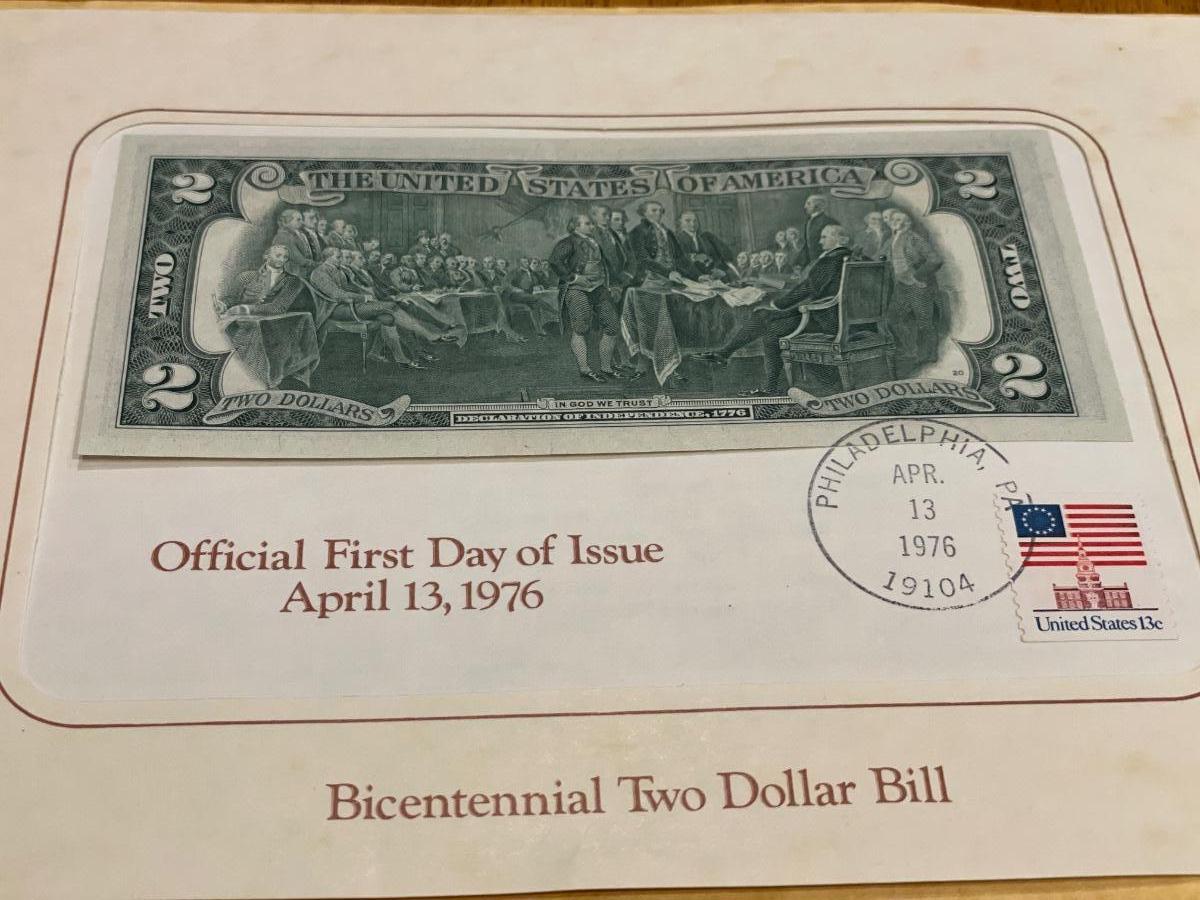 2 THE UNITED STATES OF AMERICA 2
TWO
TWO
2 TWO DOLLARS IN GOD WE TRUST TWO DOLLARS 2
20
DECLARATION OF INDEPENDENCE, 1776
PHILADELPHIA, PA
APR.
13
1976
19104
Official First Day of Issue
April 13, 1976
United States 13c
Bicentennial Two Dollar Bill